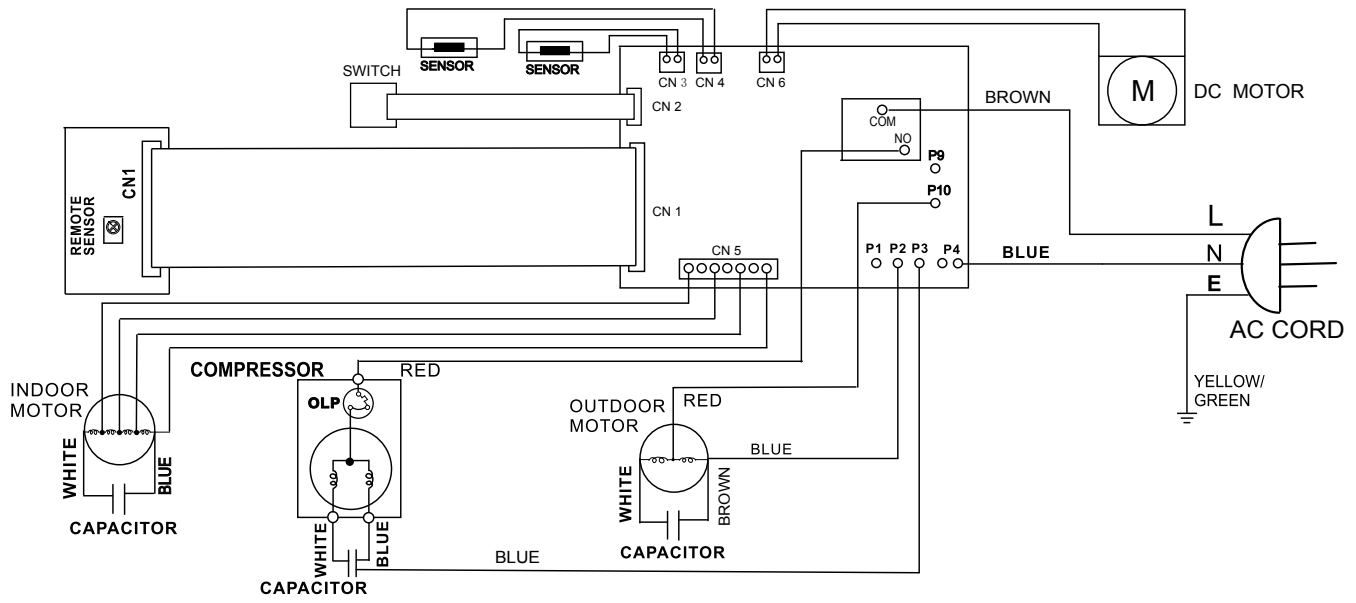 SENSOR
SENSOR
SWITCH
CN 3
CN 4
CN 6
M
DC MOTOR
CN 2
BROWN
COM
NO
P9
CN1
REMOTE
SENSOR
CN 1
P10
L
CN 5
P1
P2
P3
P4
BLUE
N
E
AC CORD
COMPRESSOR
RED
YELLOW/
GREEN
INDOOR
MOTOR
OLP
OUTDOOR
MOTOR
RED
BLUE
WHITE
BLUE
WHITE
BROWN
CAPACITOR
WHITE
BLUE
BLUE
CAPACITOR
CAPACITOR